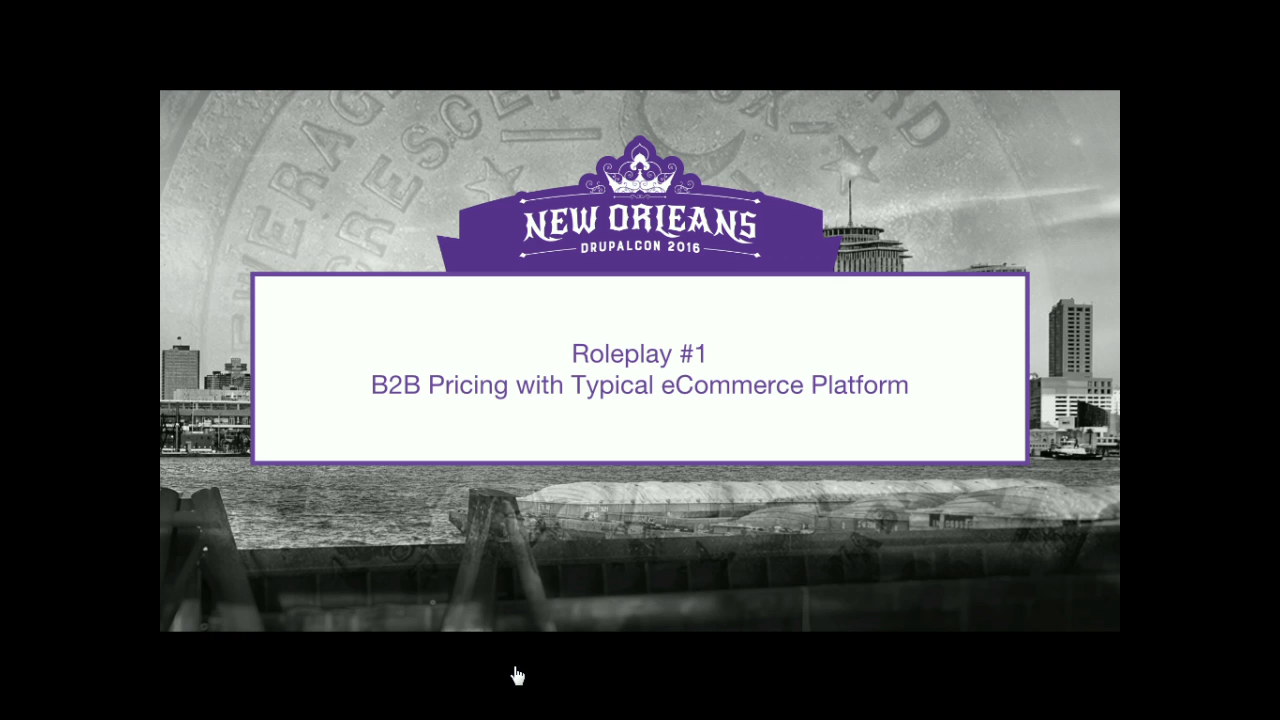 NEW ORLEANS
DRUPALCON 2016
Roleplay #1
B2B Pricing with Typical eCommerce Platform